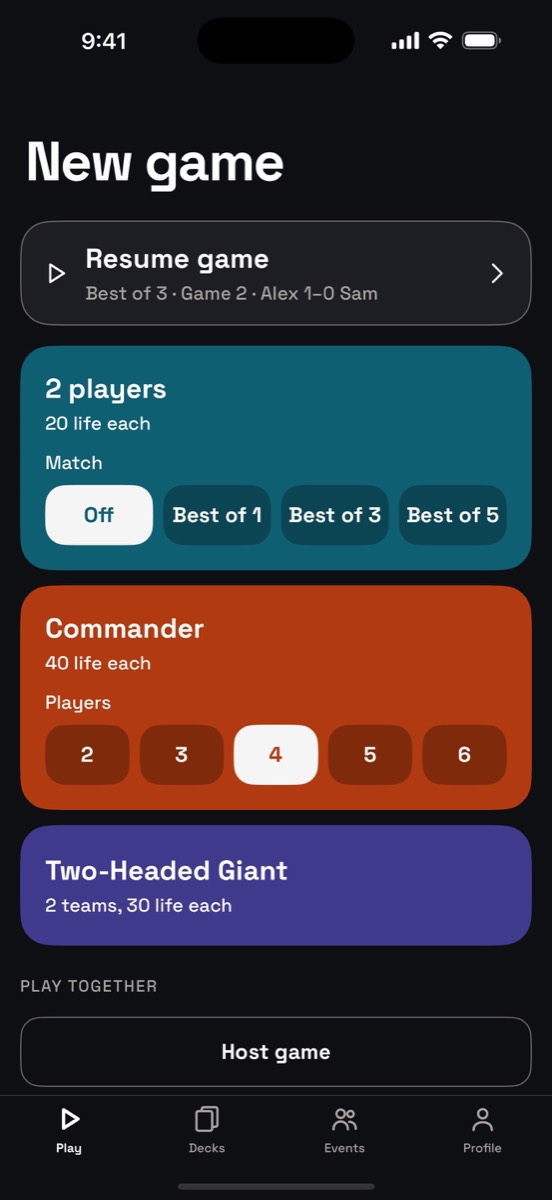 9:41
New game
Resume game
Best of 3 · Game 2 · Alex 1–0 Sam
2 players
20 life each
Match
Off
Best of 1
Best of 3
Best of 5
Commander
40 life each
Players
2
3
4
5
6
Two-Headed Giant
2 teams, 30 life each
PLAY TOGETHER
Host game
Play
Decks
Events
Profile